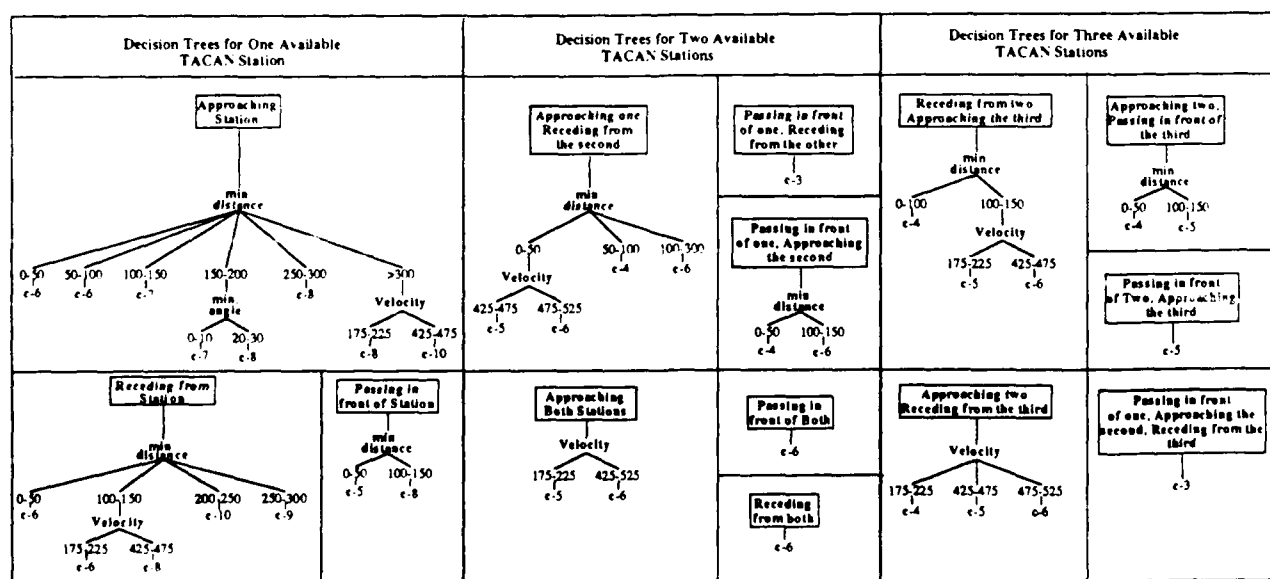 Decision Trees for One Available
TACAN Station
Decision Trees for Two Available
TACAN Stations
Decision Trees for Three Available
TACAN Stations
Approaching
Station
min
distance
0-50 50-100 100-150 150-200 250-300 >300
c-6 c-6 c-7 c-8
min
angle
0-10 20-30
c-7 c-8
Velocity
175-225 425-475
c-8 c-10
Receding from
Station
min
distance
0-50 100-150 200-250 250-300
c-6 c-10 c-9
Velocity
175-225 425-475
c-6 c-8
Passing in
front of Station
min
distance
0-50 100-150
c-5 c-8
Approaching one
Receding from
the second
min
distance
0-50 50-100 100-300
c-4 c-6
Velocity
425-475 475-525
c-5 c-6
Passing in front
of one, Receding
from the other
c-3
Passing in front
of one, Approaching
the second
min
distance
0-50 100-150
c-4 c-6
Approaching
Both Stations
Velocity
175-225 425-525
c-5 c-6
Passing in
front of Both
c-6
Receding
from both
c-6
Receding from two
Approaching the third
min
distance
0-100 100-150
c-4
Velocity
175-225 425-475
c-5 c-6
Approaching two,
Passing in front of
the third
min
distance
0-50 100-150
c-4 c-5
Passing in front
of Two, Approaching
the third
c-5
Approaching two
Receding from the third
Velocity
175-225 425-475 475-525
c-4 c-5 c-6
Passing in front
of one, Approaching the
second, Receding from the
third
c-3